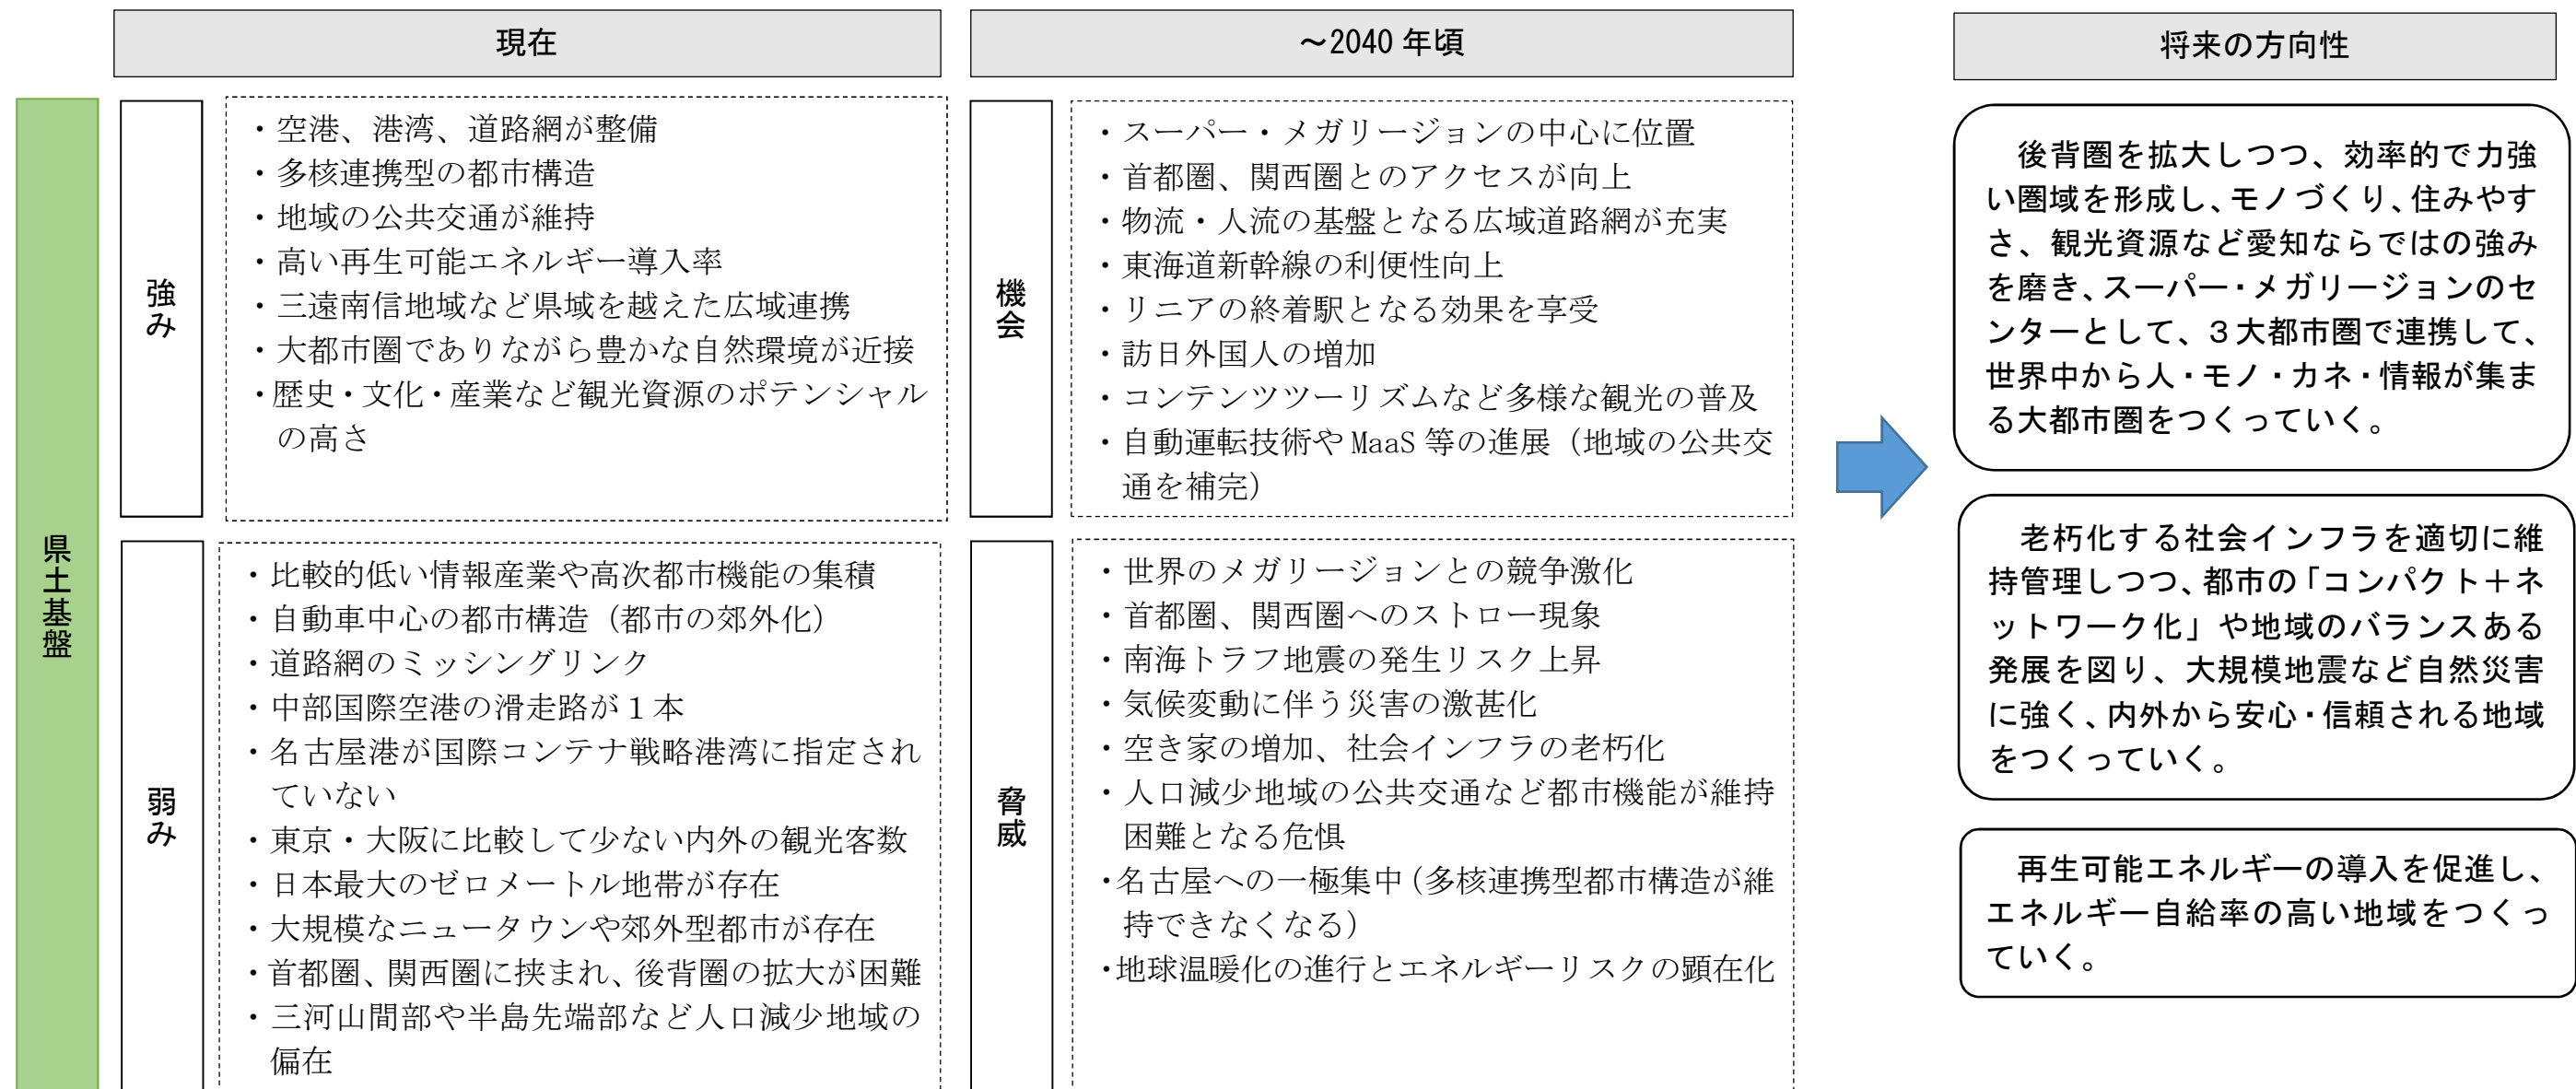 現在
～2040 年頃
将来の方向性
県土基盤
強み
・空港、港湾、道路網が整備
・多核連携型の都市構造
・地域の公共交通が維持
・高い再生可能エネルギー導入率
・三遠南信地域など県域を越えた広域連携
・大都市圏でありながら豊かな自然環境が近接
・歴史・文化・産業など観光資源のポテンシャル
の高さ
機会
・スーパー・メガリージョンの中心に位置
・首都圏、関西圏とのアクセスが向上
・物流・人流の基盤となる広域道路網が充実
・東海道新幹線の利便性向上
・リニアの終着駅となる効果を享受
・訪日外国人の増加
・コンテンツツーリズムなど多様な観光の普及
・自動運転技術や MaaS 等の進展（地域の公共交
通を補完）
弱み
・比較的低い情報産業や高次都市機能の集積
・自動車中心の都市構造（都市の郊外化）
・道路網のミッシングリンク
・中部国際空港の滑走路が１本
・名古屋港が国際コンテナ戦略港湾に指定され
ていない
・東京・大阪に比較して少ない内外の観光客数
・日本最大のゼロメートル地帯が存在
・大規模なニュータウンや郊外型都市が存在
・首都圏、関西圏に挟まれ、後背圏の拡大が困難
・三河山間部や半島先端部など人口減少地域の
偏在
脅威
・世界のメガリージョンとの競争激化
・首都圏、関西圏へのストロー現象
・南海トラフ地震の発生リスク上昇
・気候変動に伴う災害の激甚化
・空き家の増加、社会インフラの老朽化
・人口減少地域の公共交通など都市機能が維持
困難となる危惧
・名古屋への一極集中（多核連携型都市構造が維
持できなくなる）
・地球温暖化の進行とエネルギーリスクの顕在化
後背圏を拡大しつつ、効率的で力強
い圏域を形成し、モノづくり、住みやす
さ、観光資源など愛知ならではの強み
を磨き、スーパー・メガリージョンのセ
ンターとして、３大都市圏で連携して、
世界中から人・モノ・カネ・情報が集ま
る大都市圏をつくっていく。
老朽化する社会インフラを適切に維
持管理しつつ、都市の「コンパクト＋ネ
ットワーク化」や地域のバランスある
発展を図り、大規模地震など自然災害
に強く、内外から安心・信頼される地域
をつくっていく。
再生可能エネルギーの導入を促進し、
エネルギー自給率の高い地域をつくっ
ていく。